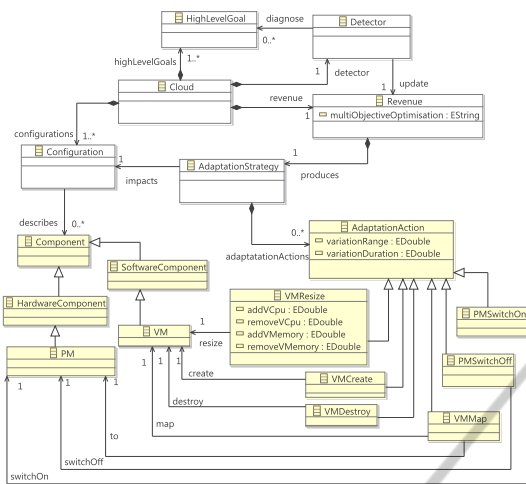 HighLevelGoal
diagnose
Detector
0..*
highLevelGoals
1..*
1
detector
Cloud
1
update
revenue
1
Revenue
multiObjectiveOptimisation : EString
configurations
1..*
Configuration
1
AdaptationStrategy
1
impacts
produces
describes
0..*
0..*
adaptatationActions
AdaptationAction
variationRange : EDouble
variationDuration : EDouble
Component
SoftwareComponent
HardwareComponent
VMResize
addVCpu : EDouble
removeVCpu : EDouble
addVMemory : EDouble
removeVMemory : EDouble
PMSwitchOn
VM
1
resize
PM
1
1
1
create
VMCreate
PMSwitchOff
1
1
1
destroy
VMDestroy
map
VMMap
to
switchOff
switchOn